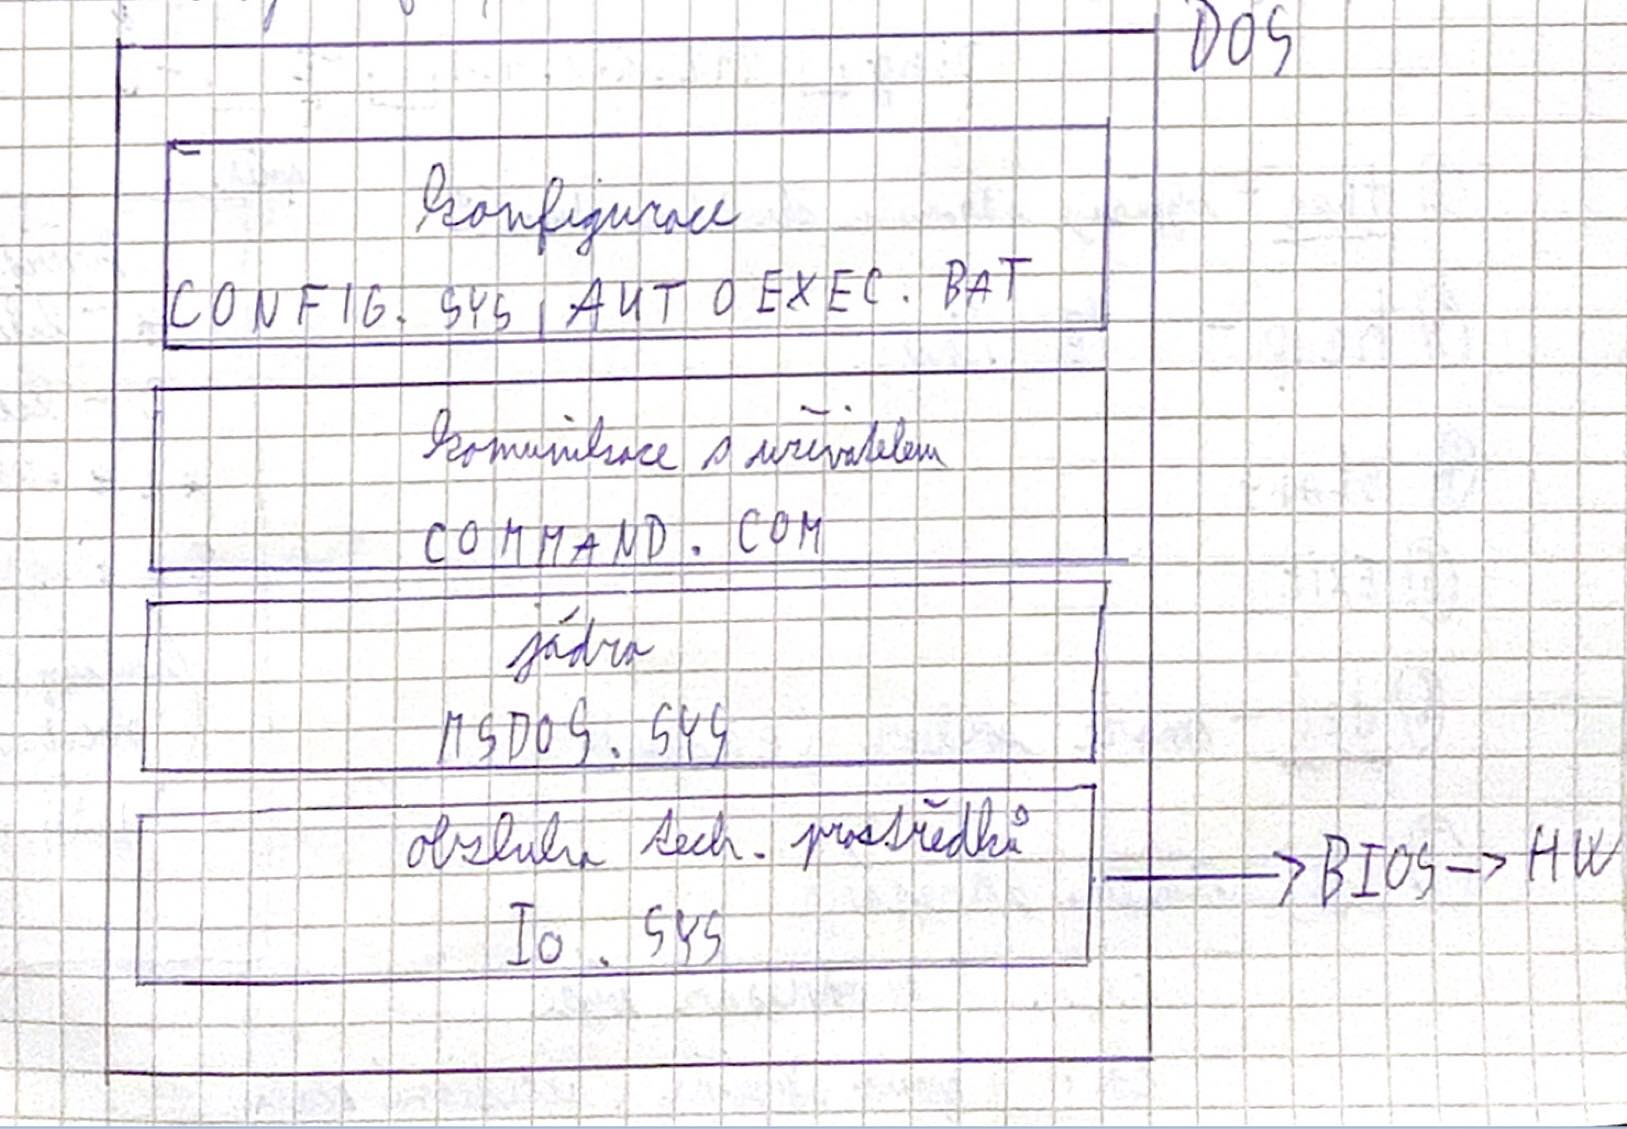 DOS
konfigurace
CONFIG.SYS, AUTOEXEC.BAT
komunikace s uživatelem
COMMAND.COM
jádra
MSDOS.SYS
obsluha tech. prostředků
→ BIOS → HW
IO.SYS